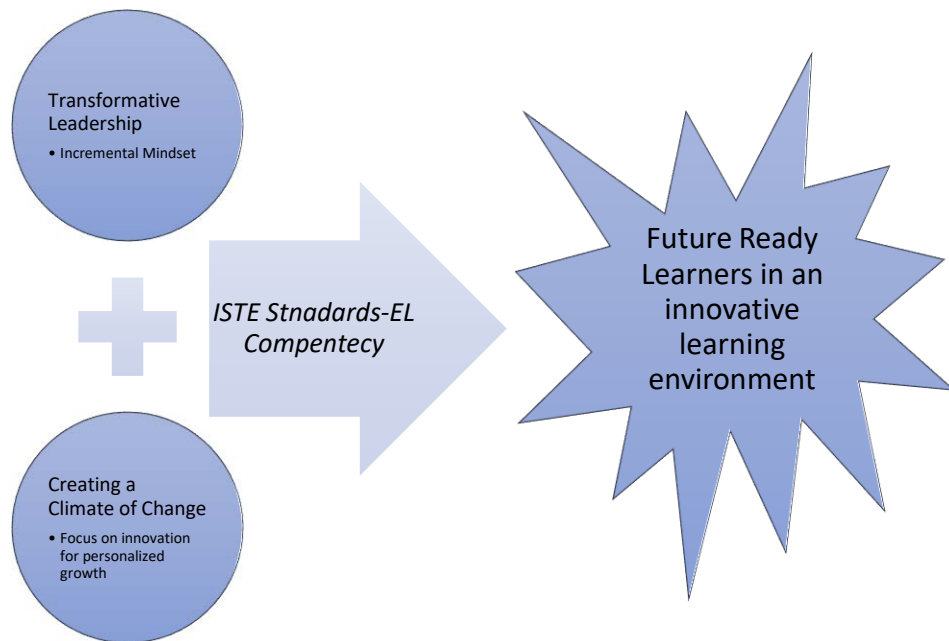 Transformative
Leadership
• Incremental Mindset
Creating a
Climate of Change
• Focus on innovation
for personalized
growth
ISTE Stnadards-EL
Compentecy
Future Ready
Learners in an
innovative
learning
environment